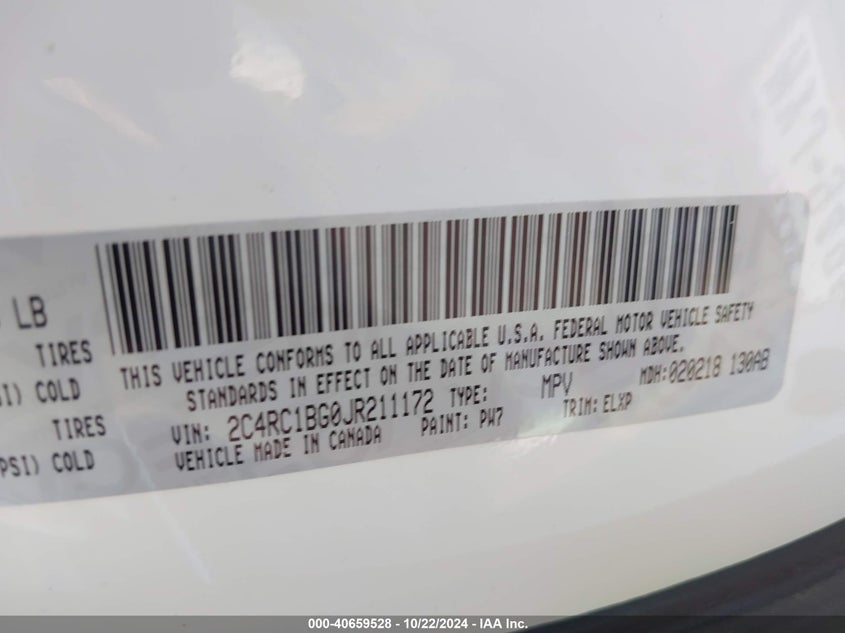 LB
TIRES
COLD
TIRES
PSI) COLD
THIS VEHICLE CONFORMS TO ALL APPLICABLE U.S.A. FEDERAL MOTOR VEHICLE SAFETY
STANDARDS IN EFFECT ON THE DATE OF MANUFACTURE SHOWN ABOVE.
VIN: 2C4RC1BG0JR211172 TYPE: MPV MDH:020218 130AB
VEHICLE MADE IN CANADA PAINT: PW7 TRIM: ELXP
000-40659528 - 10/22/2024 - IAA Inc.